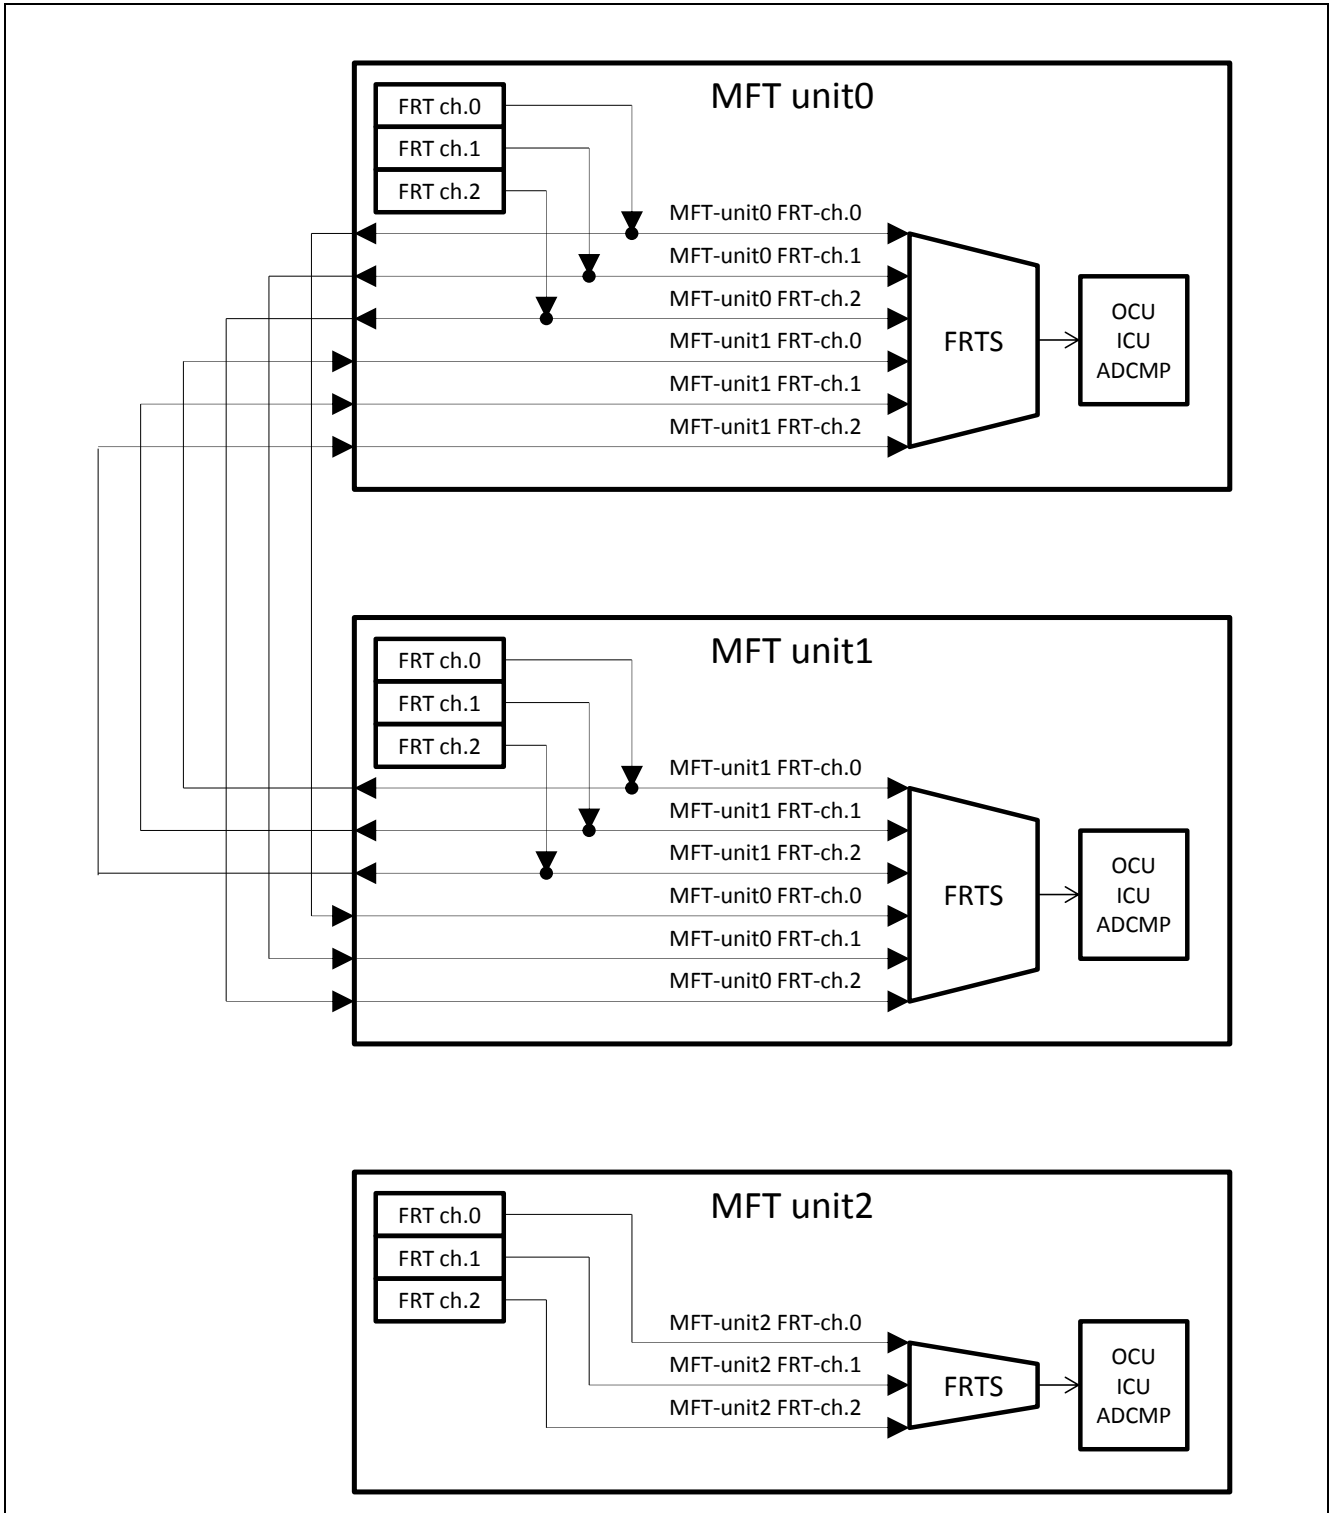 MFT unit0
FRT ch.0
FRT ch.1
FRT ch.2
MFT-unit0 FRT-ch.0
MFT-unit0 FRT-ch.1
MFT-unit0 FRT-ch.2
MFT-unit1 FRT-ch.0
MFT-unit1 FRT-ch.1
MFT-unit1 FRT-ch.2
FRTS
OCU
ICU
ADCMP
MFT unit1
FRT ch.0
FRT ch.1
FRT ch.2
MFT-unit1 FRT-ch.0
MFT-unit1 FRT-ch.1
MFT-unit1 FRT-ch.2
MFT-unit0 FRT-ch.0
MFT-unit0 FRT-ch.1
MFT-unit0 FRT-ch.2
FRTS
OCU
ICU
ADCMP
MFT unit2
FRT ch.0
FRT ch.1
FRT ch.2
MFT-unit2 FRT-ch.0
MFT-unit2 FRT-ch.1
MFT-unit2 FRT-ch.2
FRTS
OCU
ICU
ADCMP